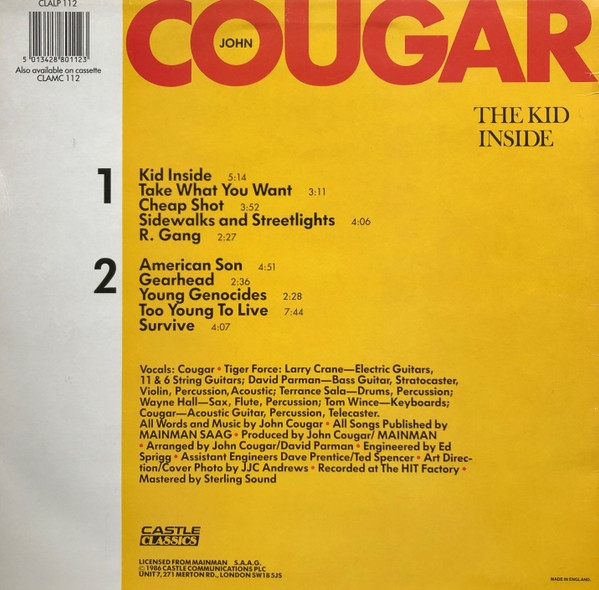 CLALP 112
5 013428 801123
Also available on cassette
CLAMC 112
JOHN
COUGAR
THE KID
INSIDE
1
Kid Inside 5:14
Take What You Want 3:11
Cheap Shot 3:52
Sidewalks and Streetlights 4:06
R. Gang 2:27
2
American Son 4:51
Gearhead 2:36
Young Genocides 2:28
Too Young To Live 7:44
Survive 4:07
Vocals: Cougar • Tiger Force: Larry Crane—Electric Guitars,
11 & 6 String Guitars; David Parman—Bass Guitar, Stratocaster,
Violin, Percussion, Acoustic; Terrance Sala—Drums, Percussion;
Wayne Hall—Sax, Flute, Percussion; Tom Wince—Keyboards;
Cougar—Acoustic Guitar, Percussion, Telecaster.
All Words and Music by John Cougar • All Songs Published by
MAINMAN SAAG • Produced by John Cougar/ MAINMAN
• Arranged by John Cougar/David Parman • Engineered by Ed
Sprigg • Assistant Engineers Dave Prentice/Ted Spencer • Art Direc-
tion/Cover Photo by JJC Andrews • Recorded at The HIT Factory •
Mastered by Sterling Sound
CASTLE
CLASSICS
LICENSED FROM MAINMAN S.A.A.G.
©1986 CASTLE COMMUNICATIONS PLC
UNIT 7, 271 MERTON RD., LONDON SW18 5JS
MADE IN ENGLAND